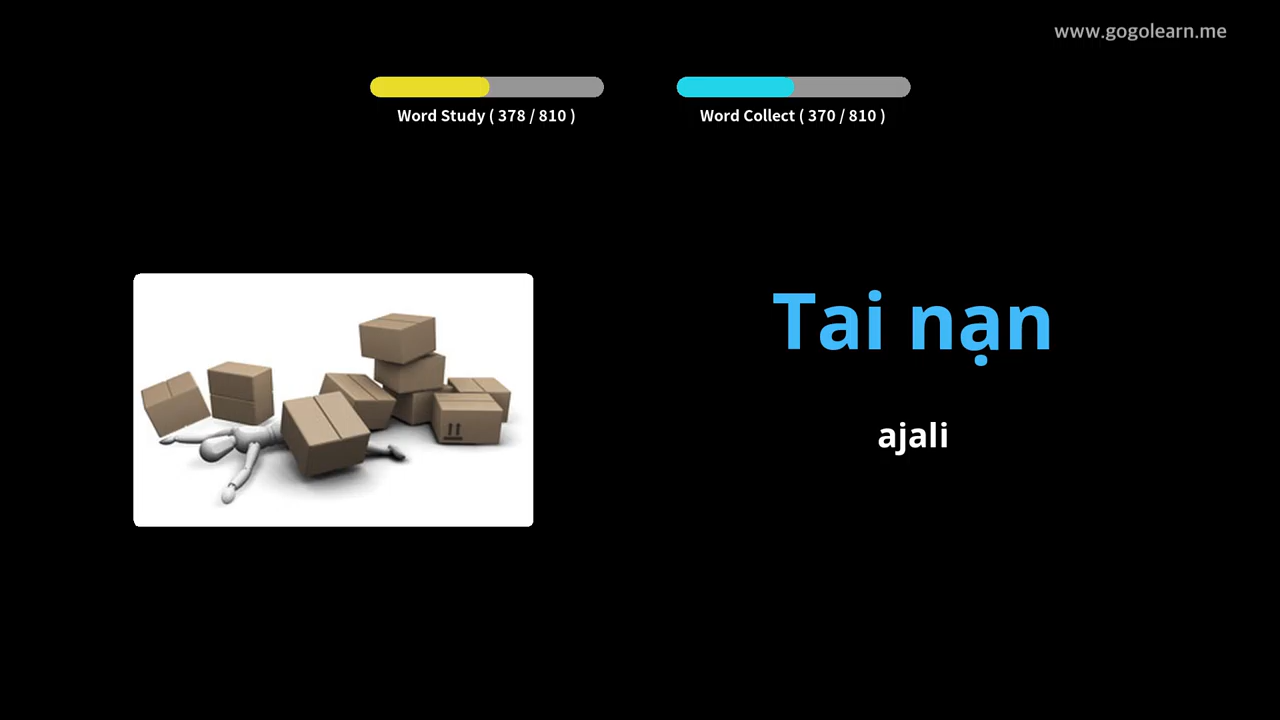 www.gogolearn.me
Word Study ( 378 / 810 )
Word Collect ( 370 / 810 )
Tai nạn
ajali